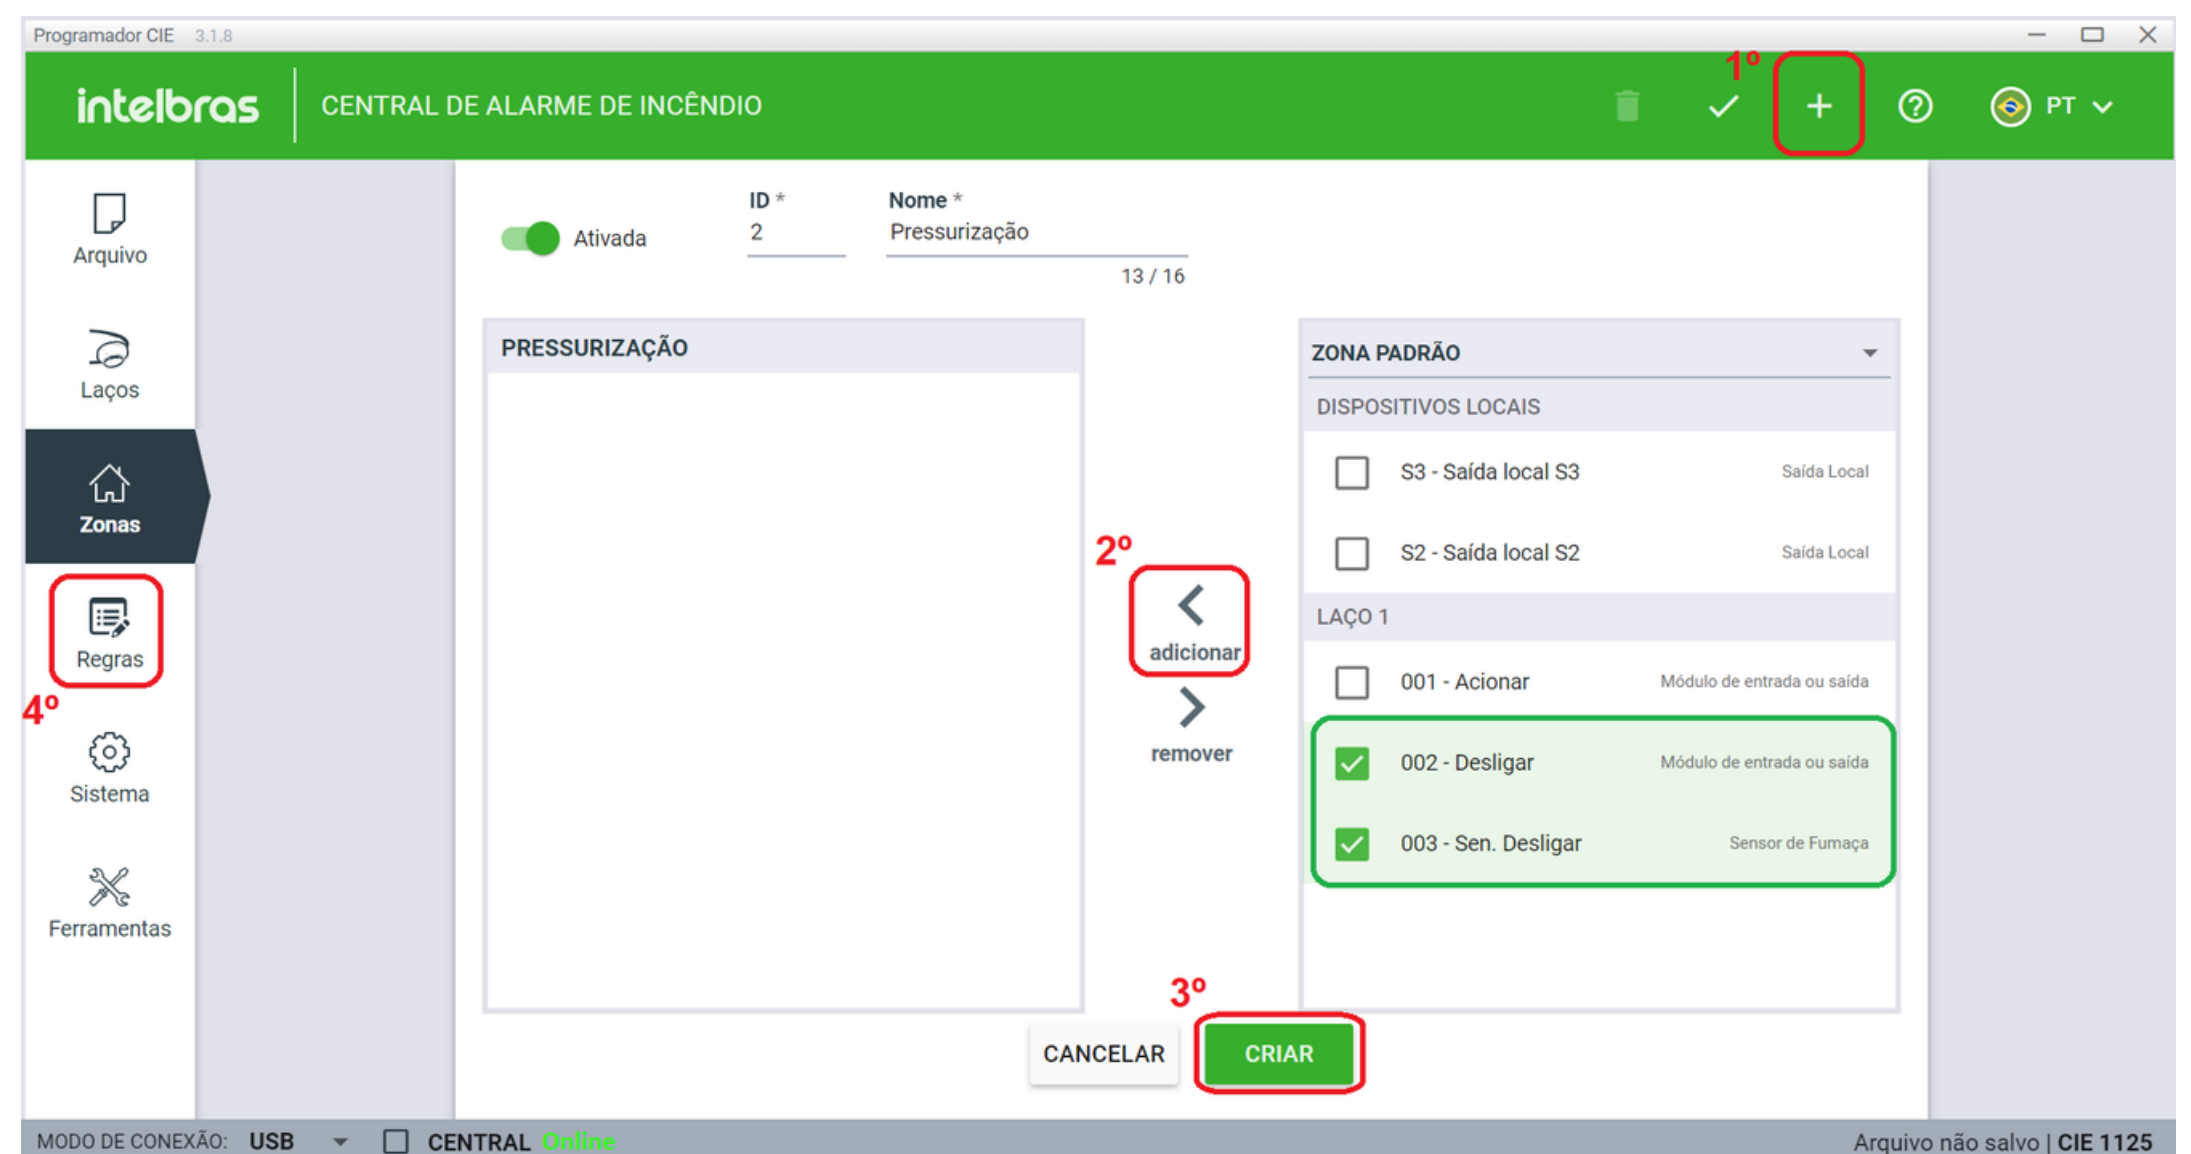 Programador CIE 3.1.8
1º
intelbras
CENTRAL DE ALARME DE INCÊNDIO
PT
Arquivo
Laços
Zonas
Regras
4º
Sistema
Ferramentas
Ativada
ID *
2
Nome *
Pressurização
13 / 16
PRESSURIZAÇÃO
2º
adicionar
remover
ZONA PADRÃO
DISPOSITIVOS LOCAIS
S3 - Saída local S3 Saída Local
S2 - Saída local S2 Saída Local
LAÇO 1
001 - Acionar Módulo de entrada ou saída
002 - Desligar Módulo de entrada ou saída
003 - Sen. Desligar Sensor de Fumaça
3º
CANCELAR
CRIAR
MODO DE CONEXÃO: USB CENTRAL Online Arquivo não salvo | CIE 1125